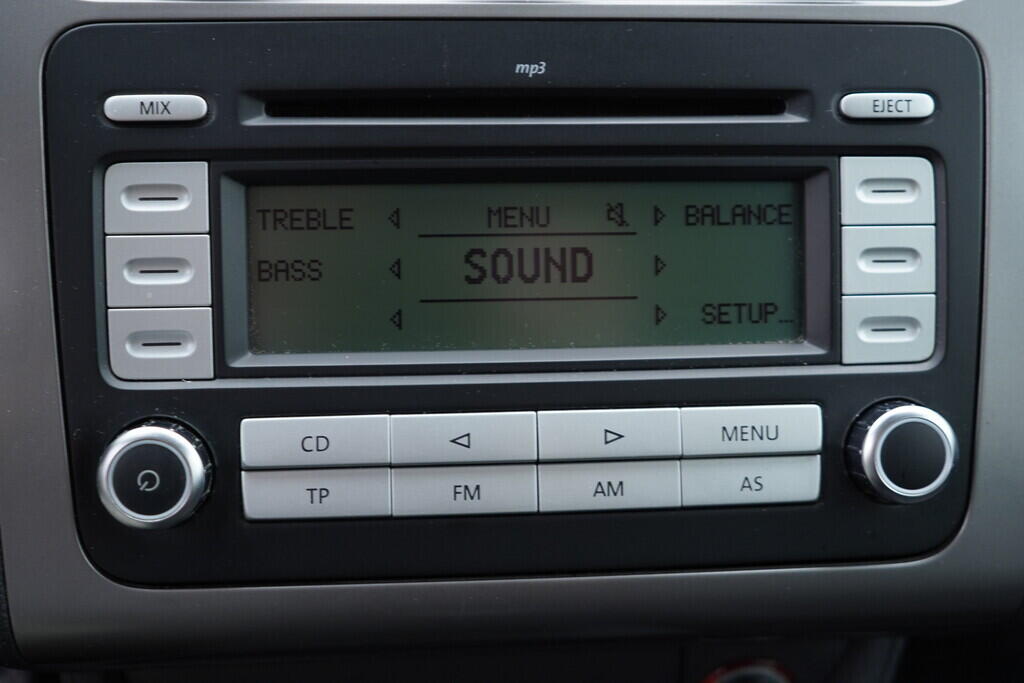 mp3
MIX
EJECT
TREBLE MENU BALANCE
BASS SOUND
SETUP...
CD MENU
TP FM AM AS